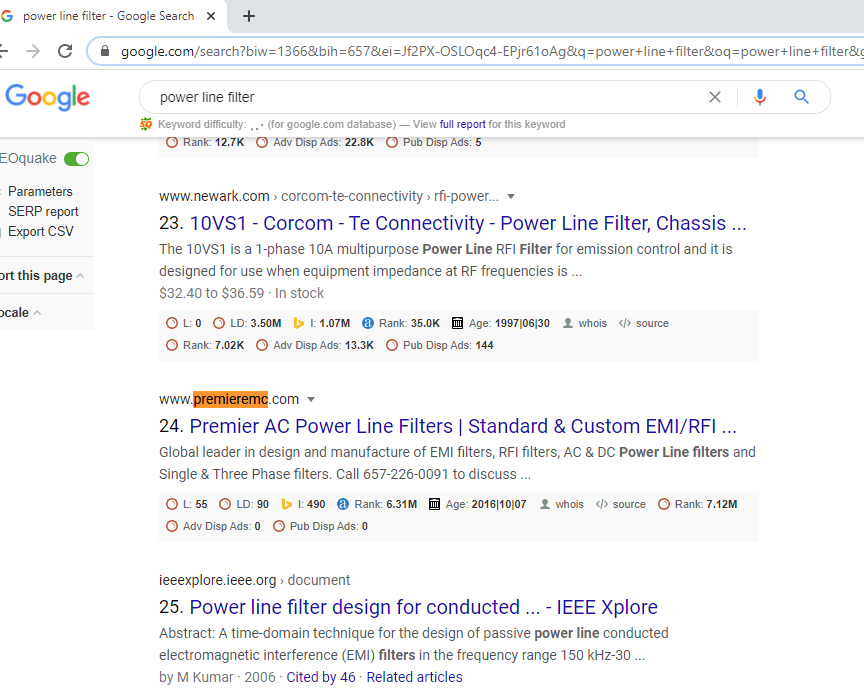 power line filter - Google Search
google.com/search?biw=1366&bih=657&ei=Jf2PX-OSLOqc4-EPjr61oAg&q=power+line+filter&oq=power+line+filter&g
Google
power line filter
Keyword difficulty: (for google.com database) — View full report for this keyword
EOquake
Parameters
SERP report
Export CSV
ort this page
ocale
Rank: 12.7K Adv Disp Ads: 22.8K Pub Disp Ads: 5
www.newark.com › corcom-te-connectivity › rfi-power...
23. 10VS1 - Corcom - Te Connectivity - Power Line Filter, Chassis ...
The 10VS1 is a 1-phase 10A multipurpose Power Line RFI Filter for emission control and it is
designed for use when equipment impedance at RF frequencies is ...
$32.40 to $36.59 · In stock
L: 0 LD: 3.50M I: 1.07M Rank: 35.0K Age: 1997|06|30 whois </> source
Rank: 7.02K Adv Disp Ads: 13.3K Pub Disp Ads: 144
www.premieremc.com
24. Premier AC Power Line Filters | Standard & Custom EMI/RFI ...
Global leader in design and manufacture of EMI filters, RFI filters, AC & DC Power Line filters and
Single & Three Phase filters. Call 657-226-0091 to discuss ...
L: 55 LD: 90 I: 490 Rank: 6.31M Age: 2016|10|07 whois </> source Rank: 7.12M
Adv Disp Ads: 0 Pub Disp Ads: 0
ieeexplore.ieee.org › document
25. Power line filter design for conducted ... - IEEE Xplore
Abstract: A time-domain technique for the design of passive power line conducted
electromagnetic interference (EMI) filters in the frequency range 150 kHz-30 ...
by M Kumar · 2006 · Cited by 46 · Related articles